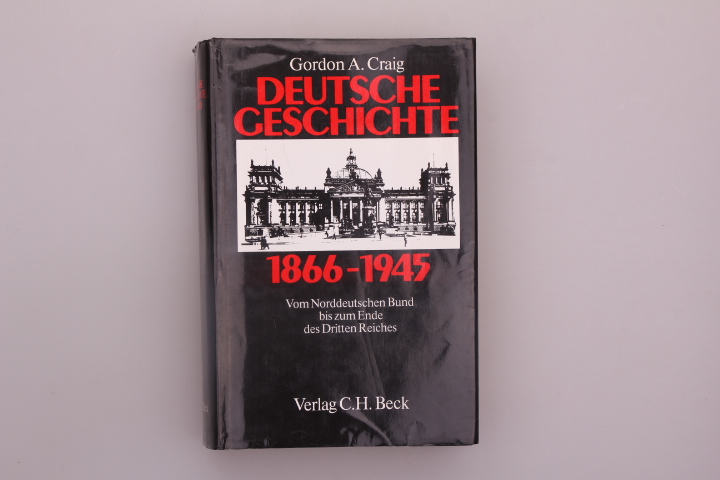 Gordon A. Craig
DEUTSCHE
GESCHICHTE
1866-1945
Vom Norddeutschen Bund
bis zum Ende
des Dritten Reiches
Verlag C.H. Beck